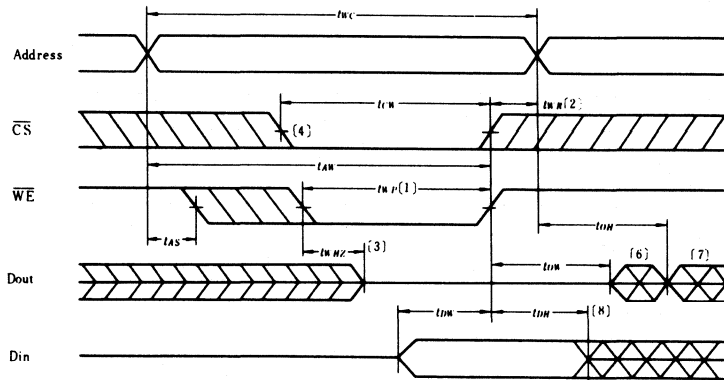 tWC
Address
tCW
tWR[2]
CS
[4]
tAW
tWP(1)
WE
tAS
tWHZ
[3]
tOH
[6]
[7]
Dout
tOW
tDW
tDH
[8]
Din